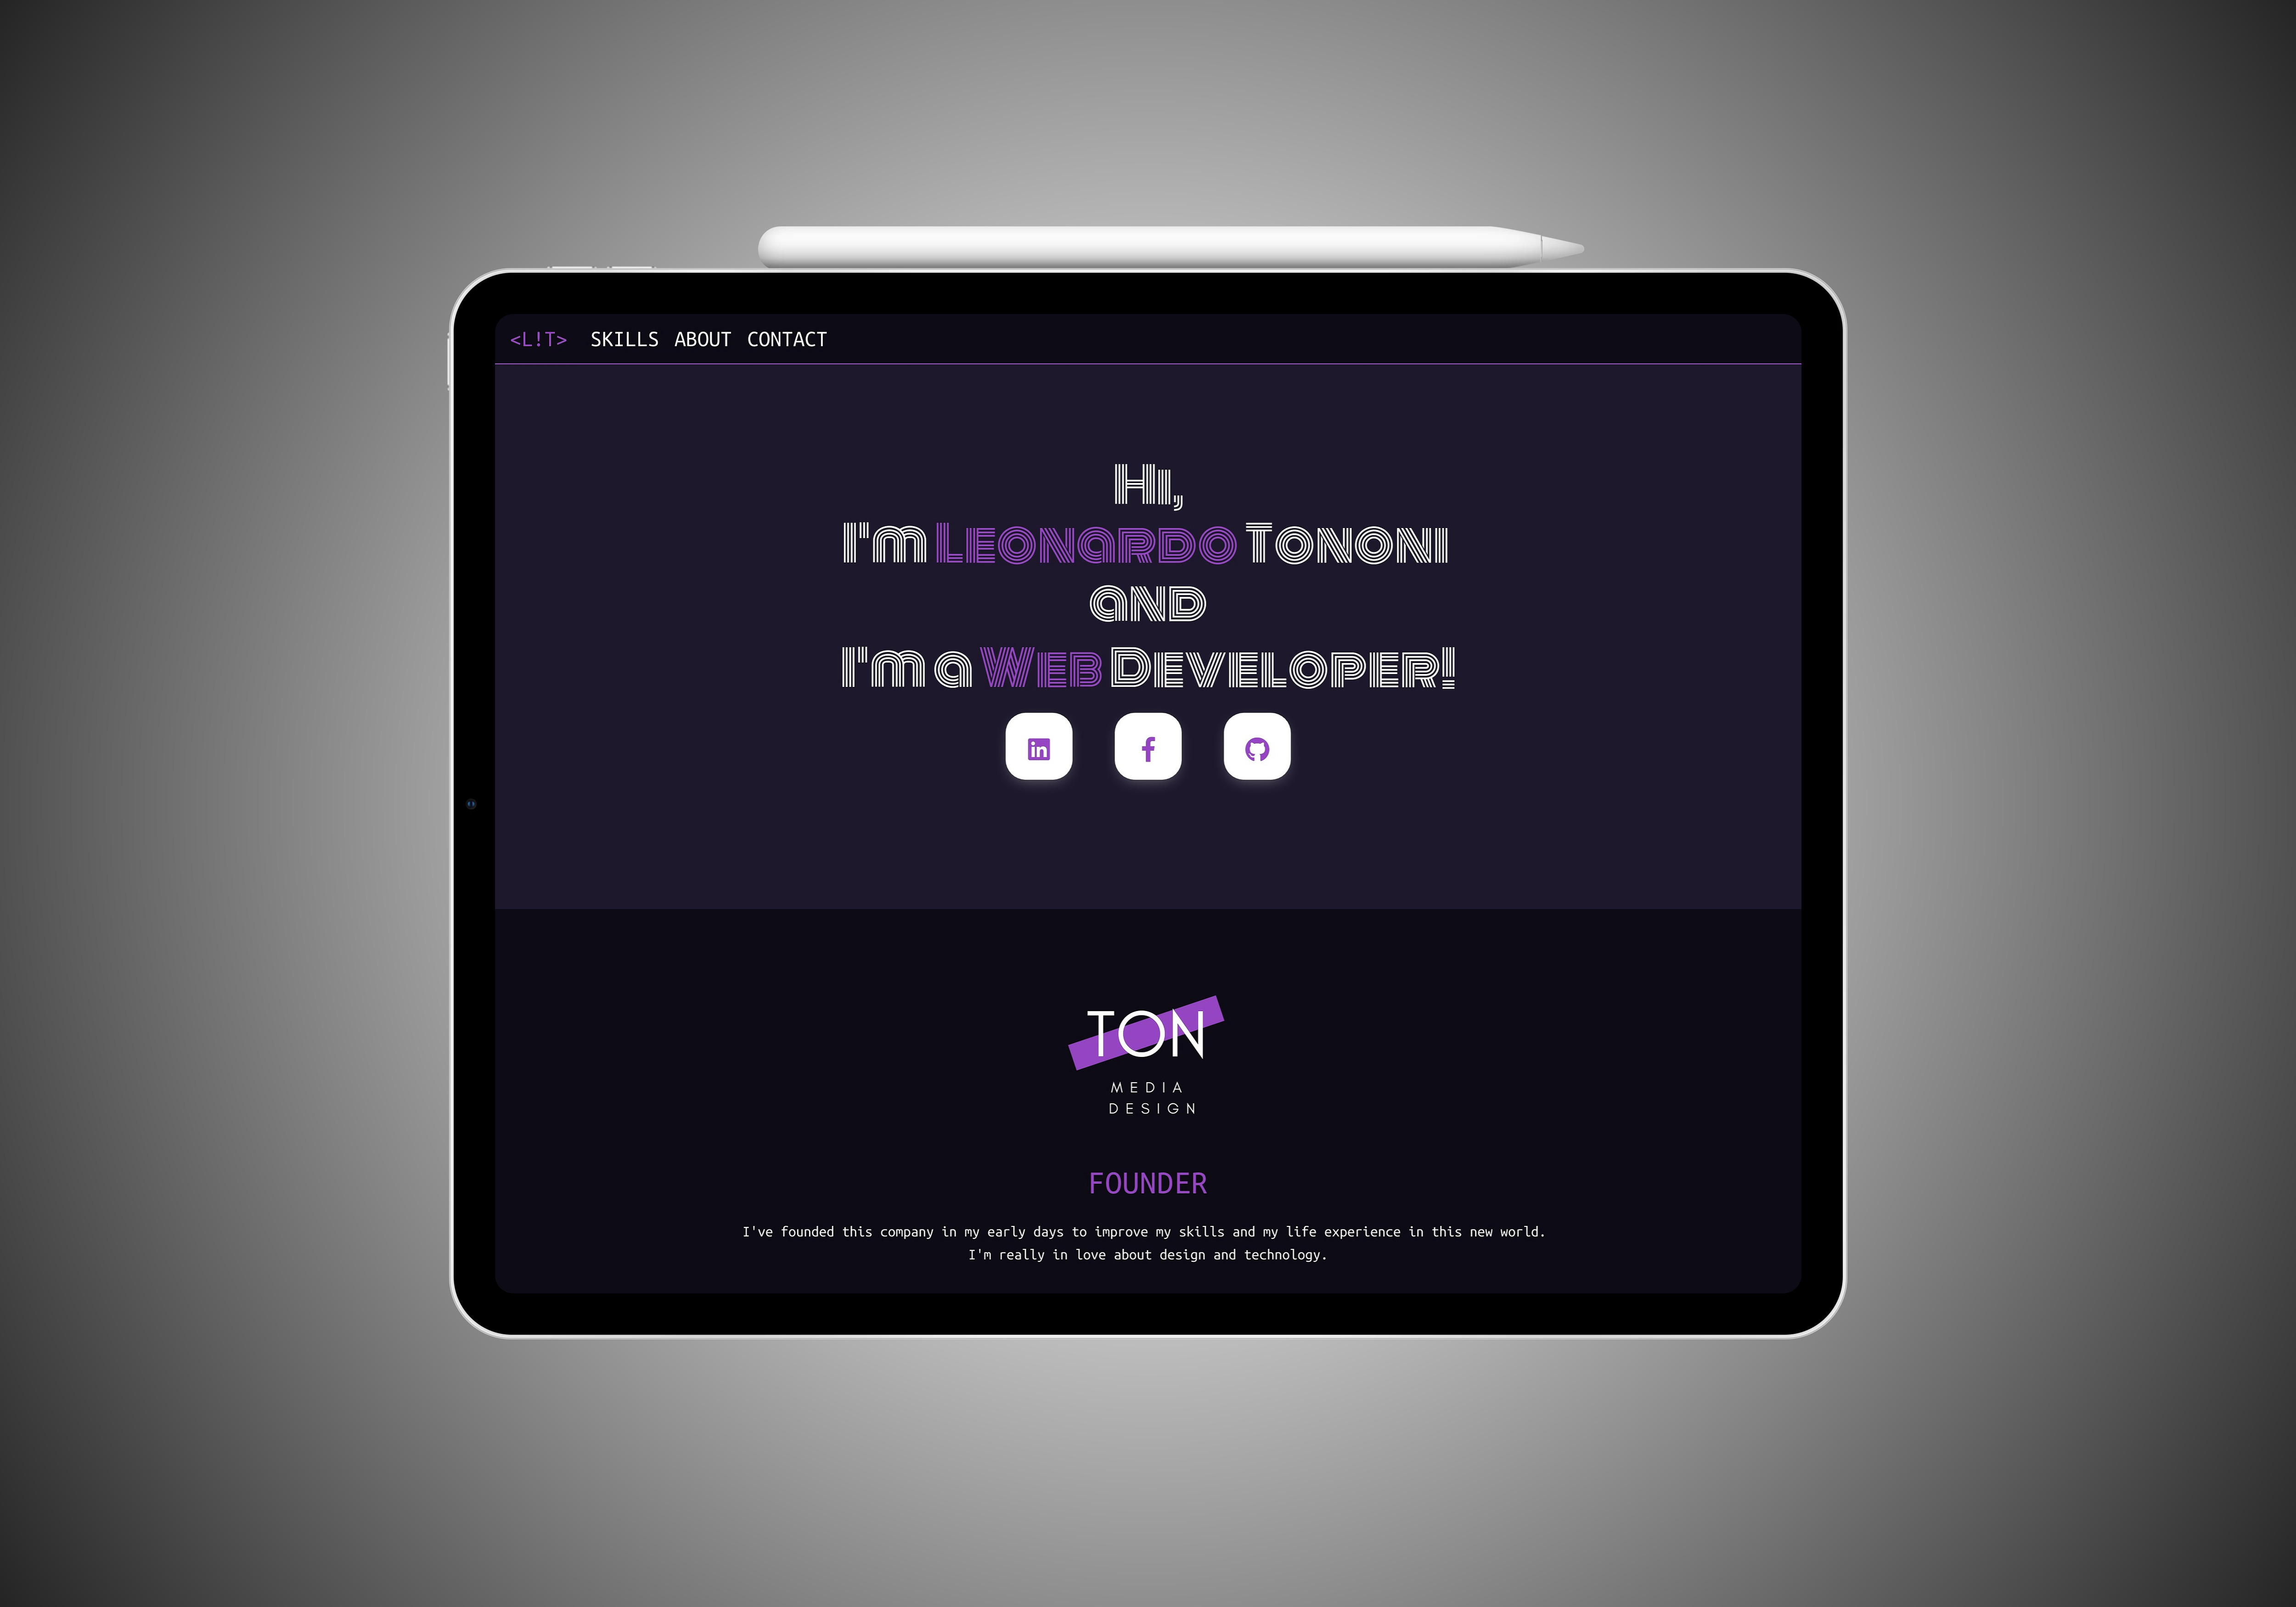 <L!T> SKILLS ABOUT CONTACT
Hi,
I'm Leonardo Tononi
and
I'm a Web Developer!
in f
TON
MEDIA
DESIGN
FOUNDER
I've founded this company in my early days to improve my skills and my life experience in this new world.
I'm really in love about design and technology.